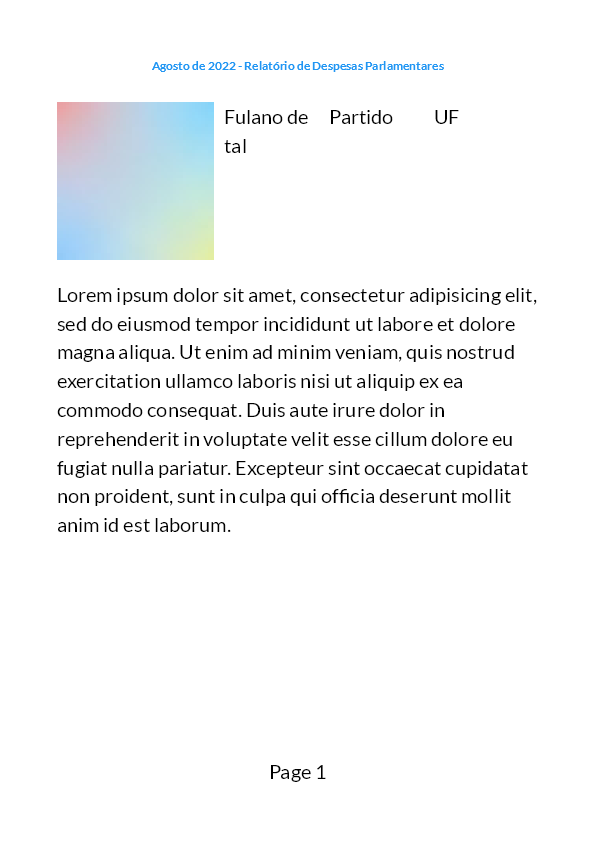 Agosto de 2022 - Relatório de Despesas Parlamentares
Fulano de Partido UF
tal
Lorem ipsum dolor sit amet, consectetur adipisicing elit,
sed do eiusmod tempor incididunt ut labore et dolore
magna aliqua. Ut enim ad minim veniam, quis nostrud
exercitation ullamco laboris nisi ut aliquip ex ea
commodo consequat. Duis aute irure dolor in
reprehenderit in voluptate velit esse cillum dolore eu
fugiat nulla pariatur. Excepteur sint occaecat cupidatat
non proident, sunt in culpa qui officia deserunt mollit
anim id est laborum.
Page 1